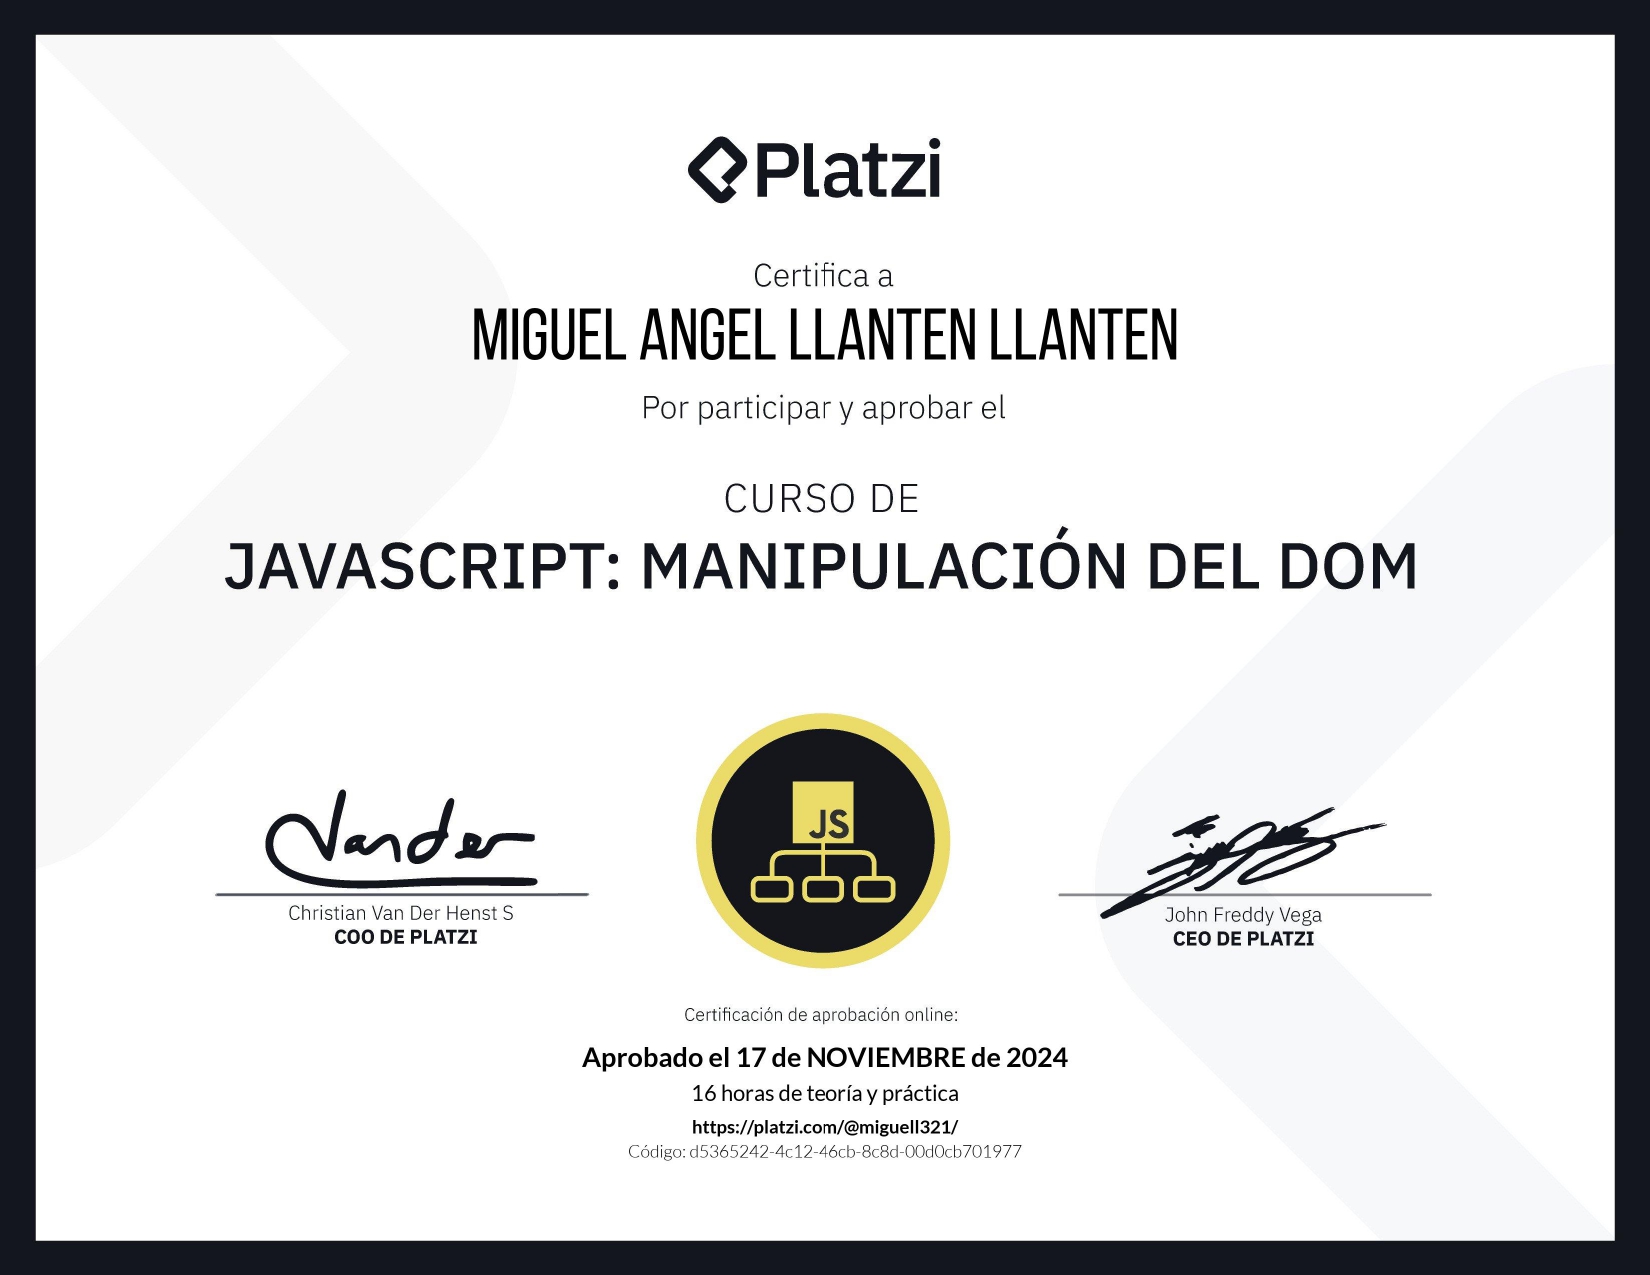 Platzi
Certifica a
MIGUEL ANGEL LLANTEN LLANTEN
Por participar y aprobar el
CURSO DE
JAVASCRIPT: MANIPULACIÓN DEL DOM
JS
Vander
Christian Van Der Henst S
COO DE PLATZI
John Freddy Vega
CEO DE PLATZI
Certificación de aprobación online:
Aprobado el 17 de NOVIEMBRE de 2024
16 horas de teoría y práctica
https://platzi.com/@miguell321/
Código: d5365242-4c12-46cb-8c8d-00d0cb701977